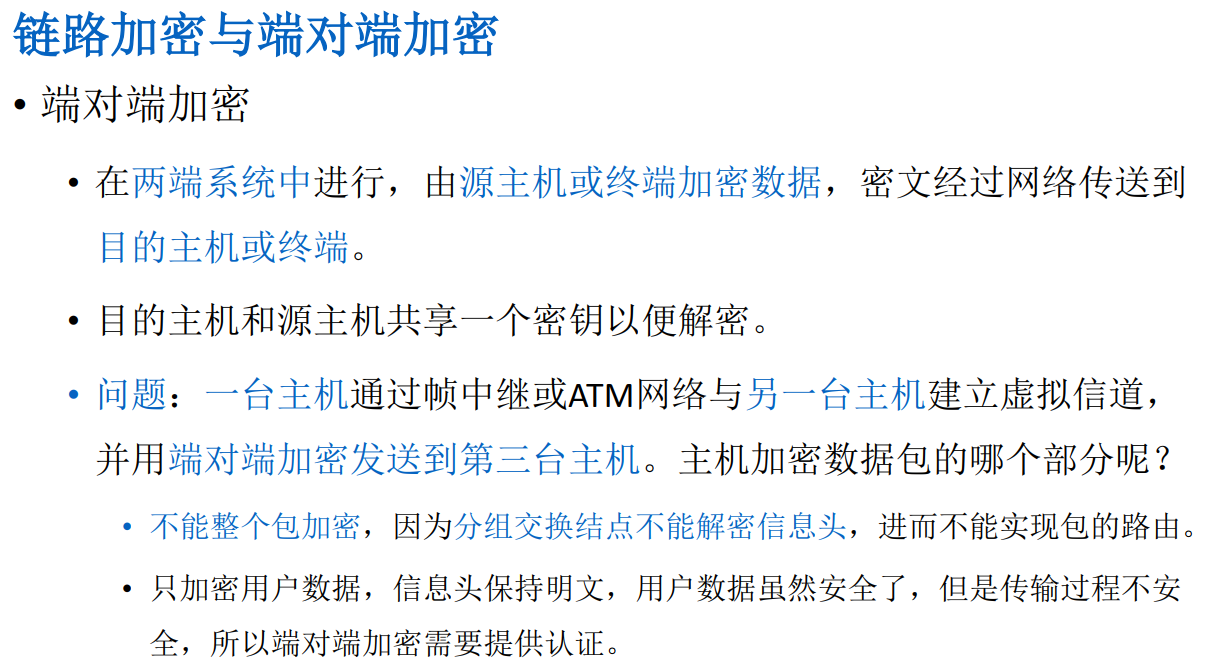 链路加密与端对端加密
• 端对端加密
• 在两端系统中进行，由源主机或终端加密数据，密文经过网络传送到
目的主机或终端。
• 目的主机和源主机共享一个密钥以便解密。
• 问题：一台主机通过帧中继或ATM网络与另一台主机建立虚拟信道，
并用端对端加密发送到第三台主机。主机加密数据包的哪个部分呢？
• 不能整个包加密，因为分组交换结点不能解密信息头，进而不能实现包的路由。
• 只加密用户数据，信息头保持明文，用户数据虽然安全了，但是传输过程不安
全，所以端对端加密需要提供认证。